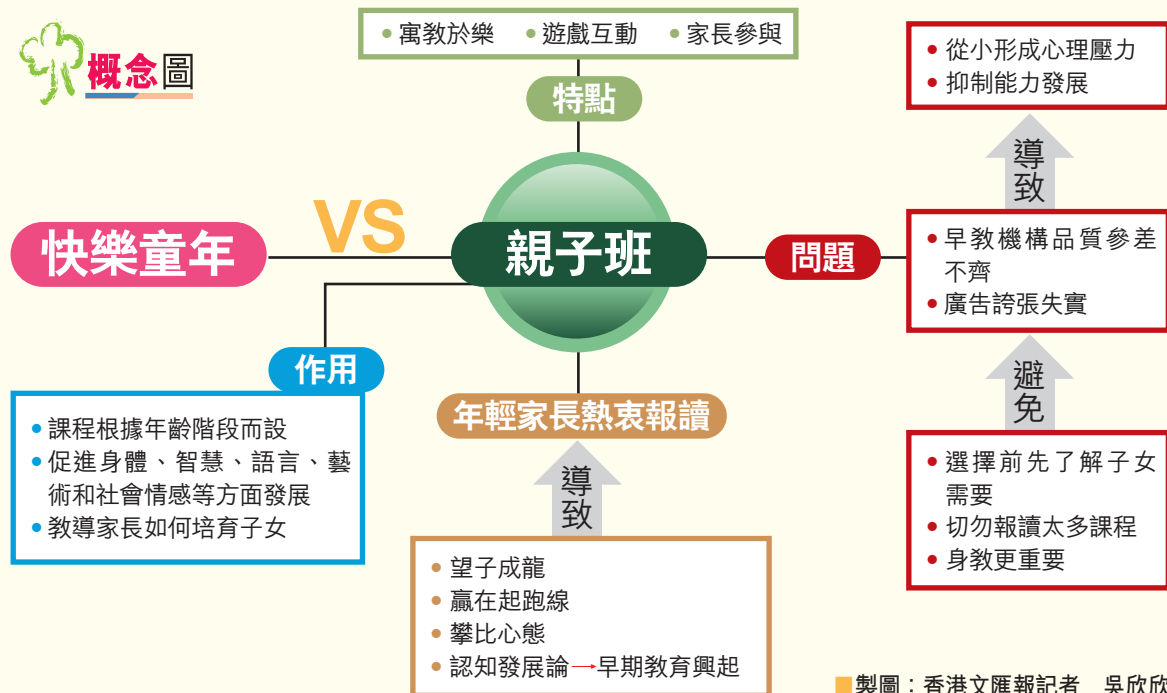 概念圖
• 寓教於樂 • 遊戲互動 • 家長參與
特點
快樂童年
VS
親子班
作用
• 課程根據年齡階段而設
• 促進身體、智慧、語言、藝
術和社會情感等方面發展
• 教導家長如何培育子女
年輕家長熱衷報讀
導致
• 望子成龍
• 贏在起跑線
• 攀比心態
• 認知發展論→早期教育興起
問題
• 從小形成心理壓力
• 抑制能力發展
導致
• 早教機構品質參差
不齊
• 廣告誇張失實
避免
• 選擇前先了解子女
需要
• 切勿報讀太多課程
• 身教更重要
■製圖：香港文匯報記者 吳欣欣